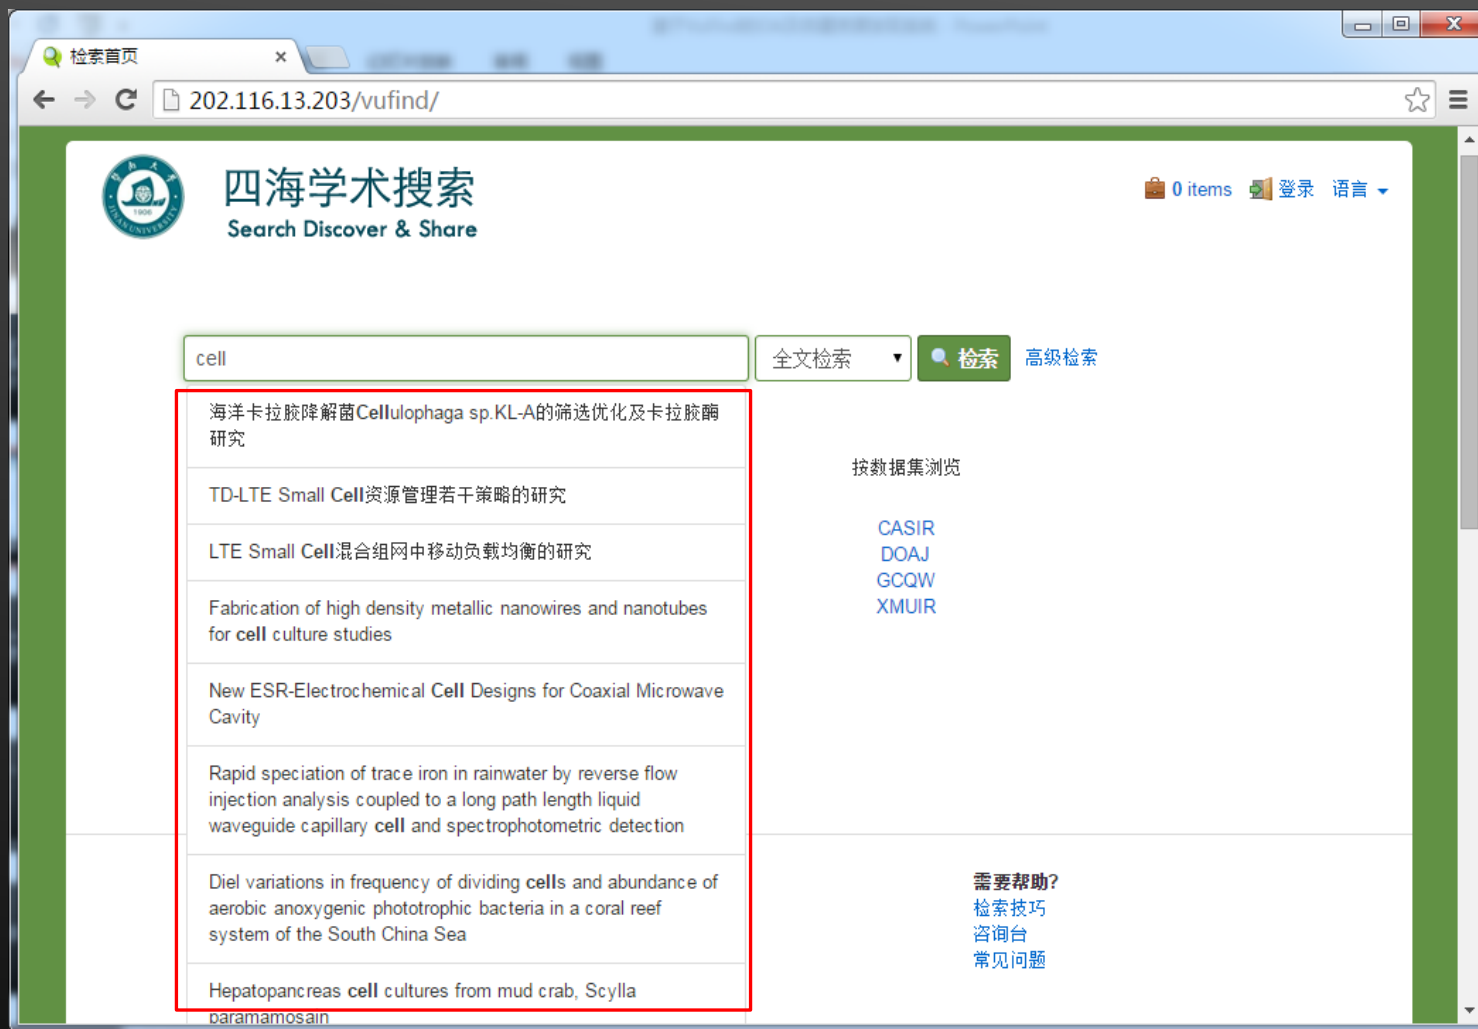 检索首页
202.116.13.203/vufind/
四海学术搜索
Search Discover & Share
0 items 登录 语言
JINAN UNIVERSITY
1906
cell
全文检索 检索 高级检索
海洋卡拉胶降解菌Cellulophaga sp.KL-A的筛选优化及卡拉胶酶
研究
TD-LTE Small Cell资源管理若干策略的研究
LTE Small Cell混合组网中移动负载均衡的研究
Fabrication of high density metallic nanowires and nanotubes
for cell culture studies
New ESR-Electrochemical Cell Designs for Coaxial Microwave
Cavity
Rapid speciation of trace iron in rainwater by reverse flow
injection analysis coupled to a long path length liquid
waveguide capillary cell and spectrophotometric detection
Diel variations in frequency of dividing cells and abundance of
aerobic anoxygenic phototrophic bacteria in a coral reef
system of the South China Sea
Hepatopancreas cell cultures from mud crab, Scylla
paramamosain
按数据集浏览
CASIR
DOAJ
GCQW
XMUIR
需要帮助?
检索技巧
咨询台
常见问题